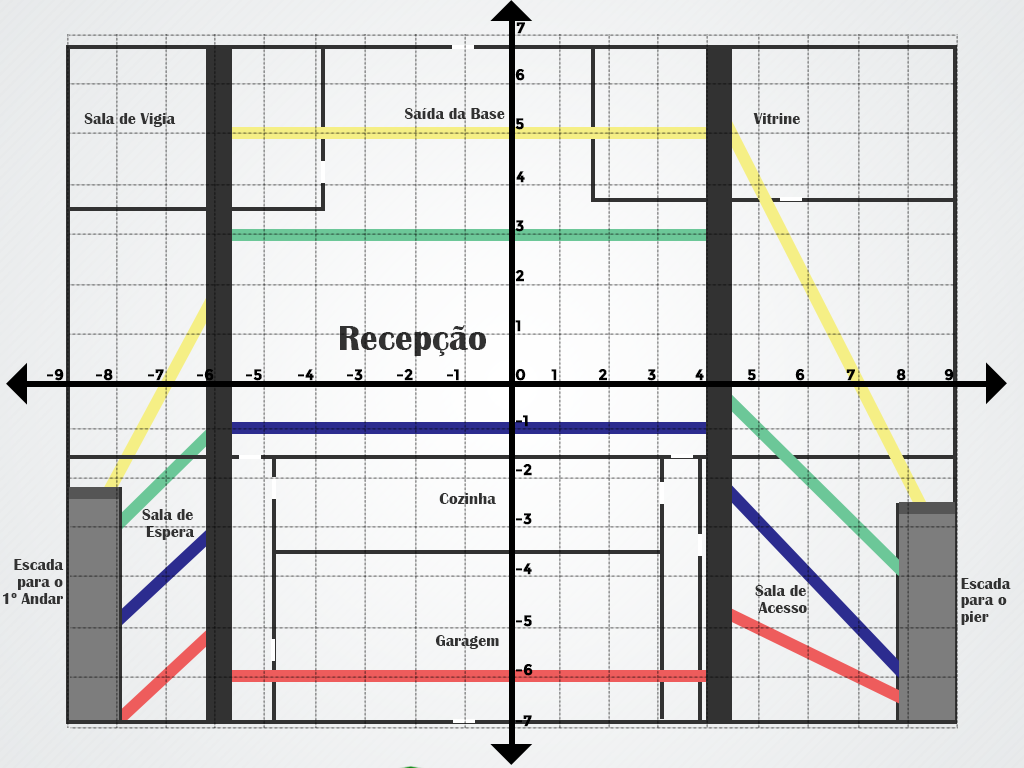 7
6
Sala de Vigia
Saída da Base
Vitrine
5
4
3
2
1
Recepção
-9 -8 -7 -6 -5 -4 -3 -2 -1 0 1 2 3 4 5 6 7 8 9
-1
-2
Cozinha
Sala de
Espera
-3
Escada
para o
1º Andar
-4
Sala de
Acesso
Escada
para o
pier
-5
Garagem
-6
-7